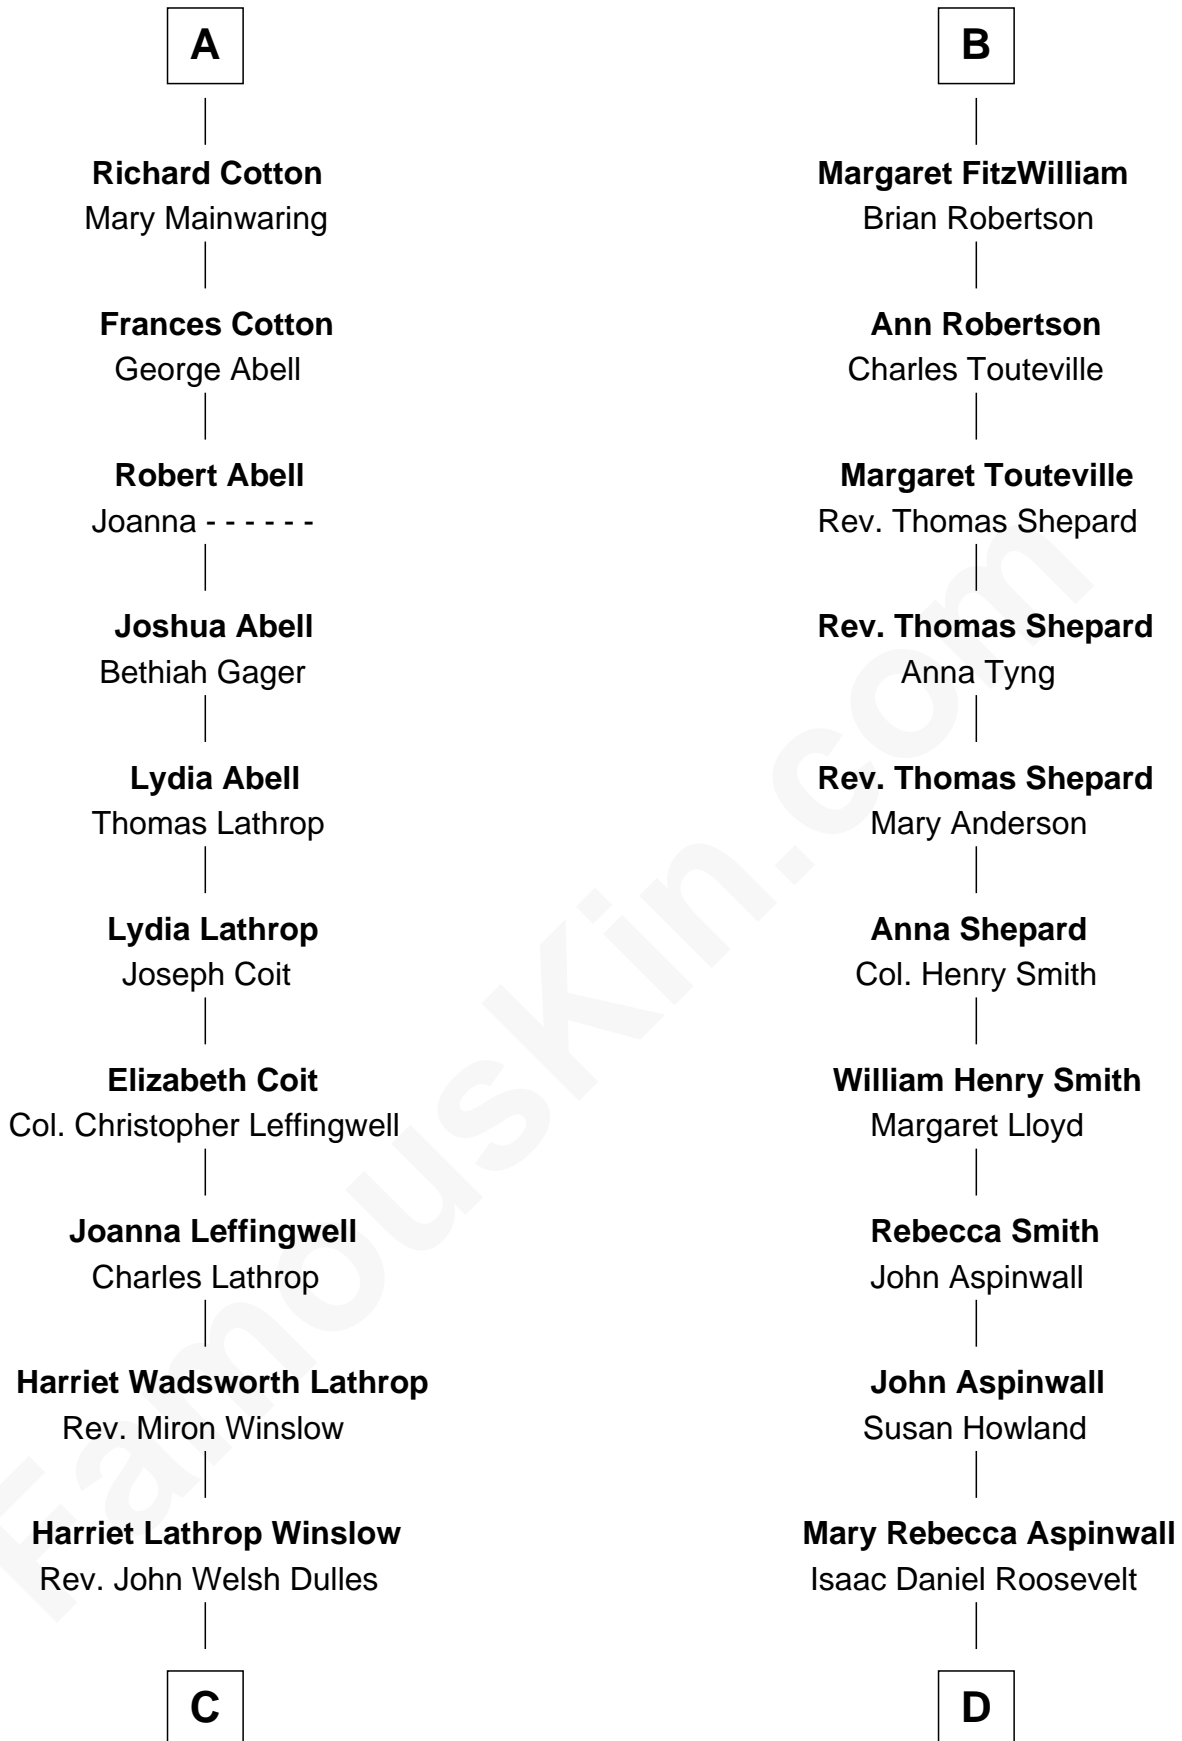 A
Richard Cotton
Mary Mainwaring
Frances Cotton
George Abell
Robert Abell
Joanna - - - - - -
Joshua Abell
Bethiah Gager
Lydia Abell
Thomas Lathrop
Lydia Lathrop
Joseph Coit
Elizabeth Coit
Col. Christopher Leffingwell
Joanna Leffingwell
Charles Lathrop
Harriet Wadsworth Lathrop
Rev. Miron Winslow
Harriet Lathrop Winslow
Rev. John Welsh Dulles
C
B
Margaret FitzWilliam
Brian Robertson
Ann Robertson
Charles Touteville
Margaret Touteville
Rev. Thomas Shepard
Rev. Thomas Shepard
Anna Tyng
Rev. Thomas Shepard
Mary Anderson
Anna Shepard
Col. Henry Smith
William Henry Smith
Margaret Lloyd
Rebecca Smith
John Aspinwall
John Aspinwall
Susan Howland
Mary Rebecca Aspinwall
Isaac Daniel Roosevelt
D
FamousKin.com